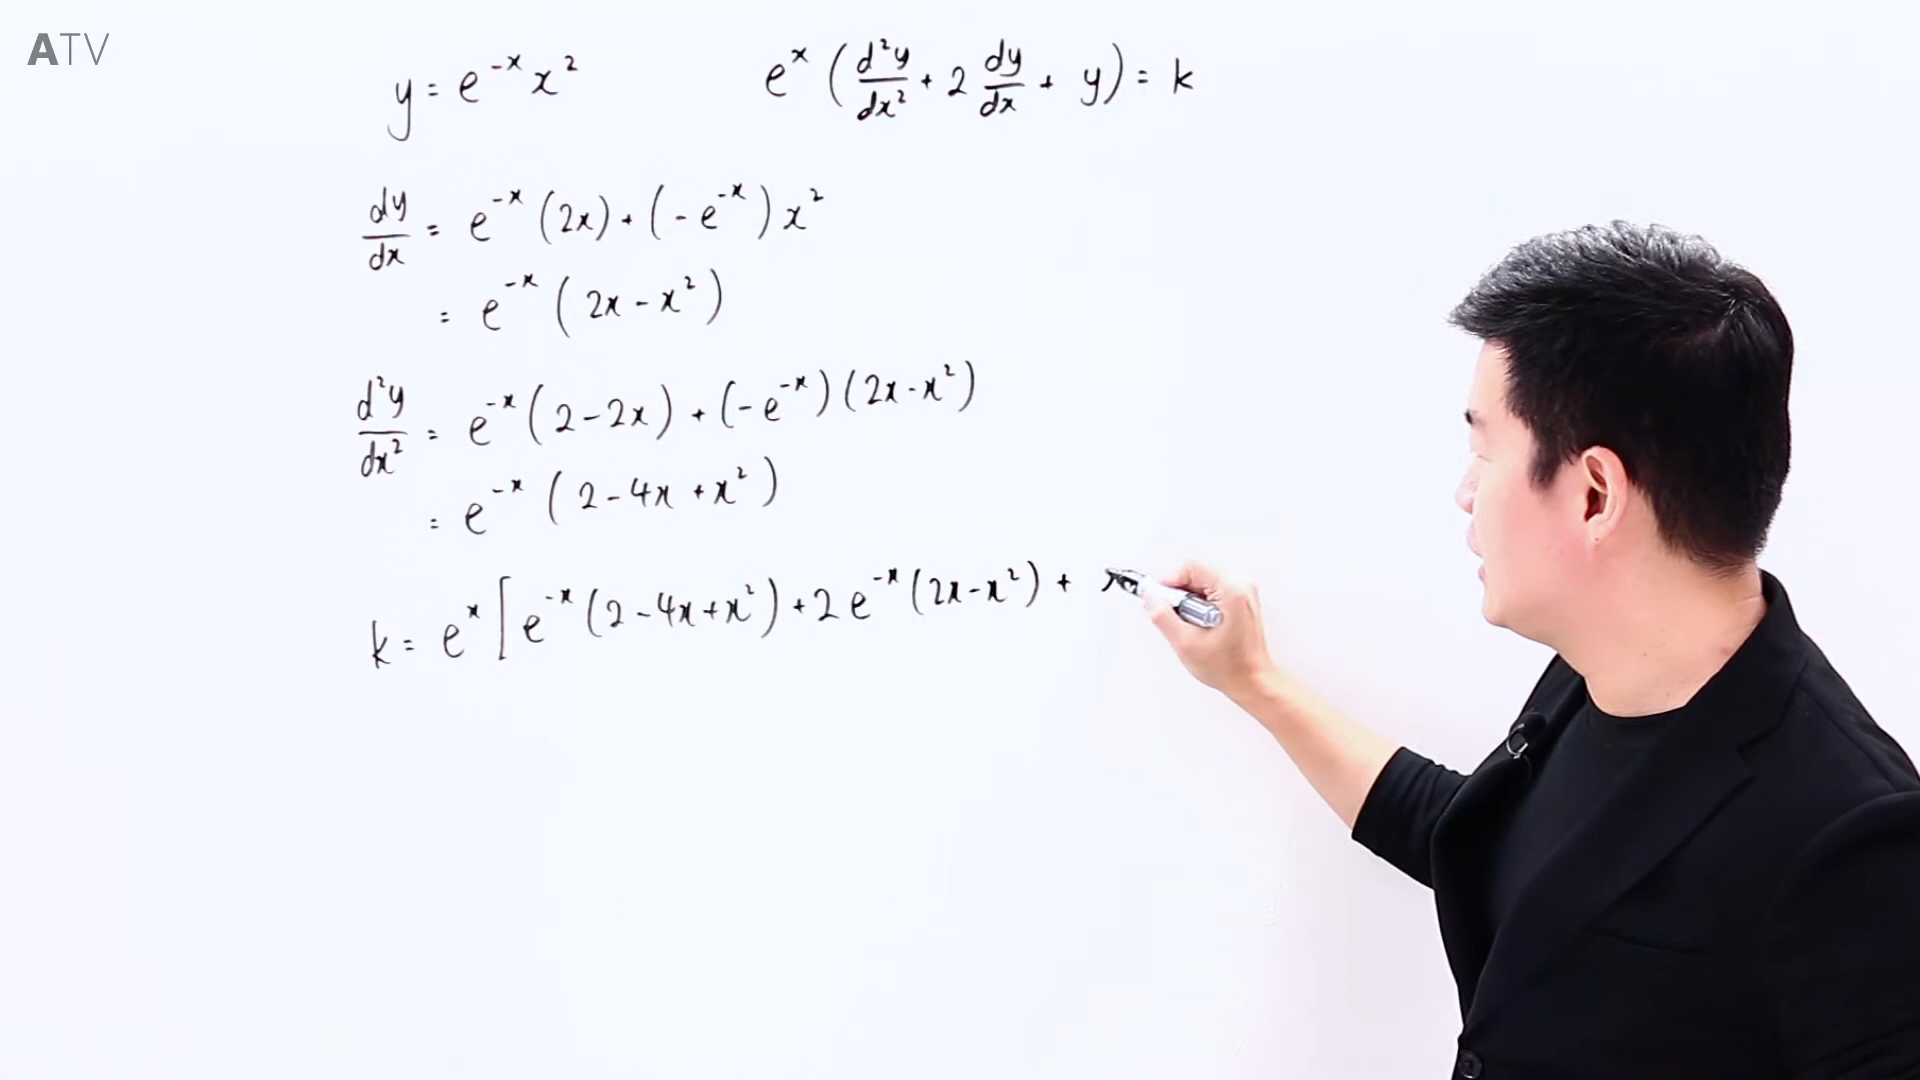 ATV
y = e^{-x} x^2
e^x ( d^2y/dx^2 + 2 dy/dx + y ) = k
dy/dx = e^{-x} (2x) + (-e^{-x}) x^2
= e^{-x} ( 2x - x^2 )
d^2y/dx^2 = e^{-x} ( 2 - 2x ) + (-e^{-x}) ( 2x - x^2 )
= e^{-x} ( 2 - 4x + x^2 )
k = e^x [ e^{-x} ( 2 - 4x + x^2 ) + 2 e^{-x} ( 2x - x^2 ) +